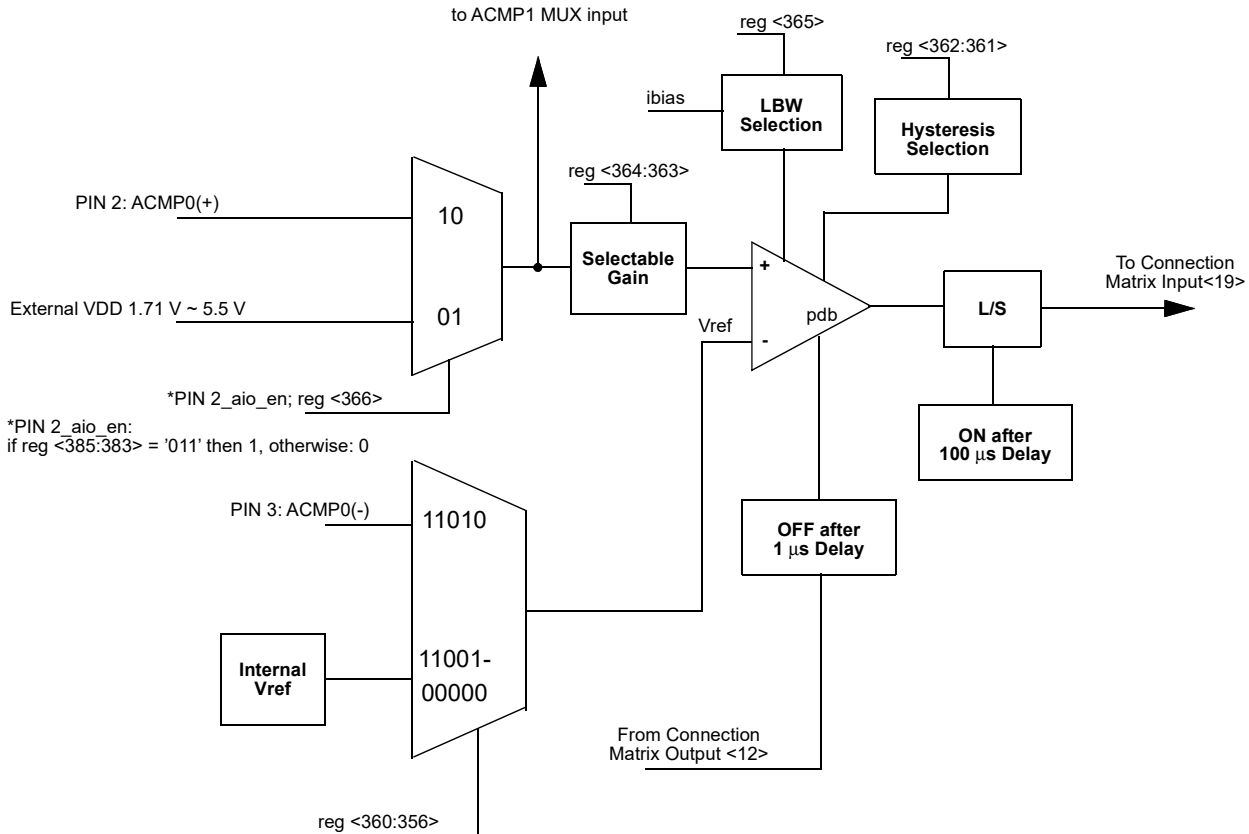 to ACMP1 MUX input
reg <365>
reg <362:361>
ibias
LBW
Selection
Hysteresis
Selection
reg <364:363>
PIN 2: ACMP0(+)
10
Selectable
Gain
+
To Connection
Matrix Input<19>
External VDD 1.71 V ~ 5.5 V
01
pdb
L/S
Vref
-
*PIN 2_aio_en; reg <366>
*PIN 2_aio_en:
if reg <385:383> = '011' then 1, otherwise: 0
ON after
100 μs Delay
PIN 3: ACMP0(-)
11010
OFF after
1 μs Delay
Internal
Vref
11001-
00000
From Connection
Matrix Output <12>
reg <360:356>